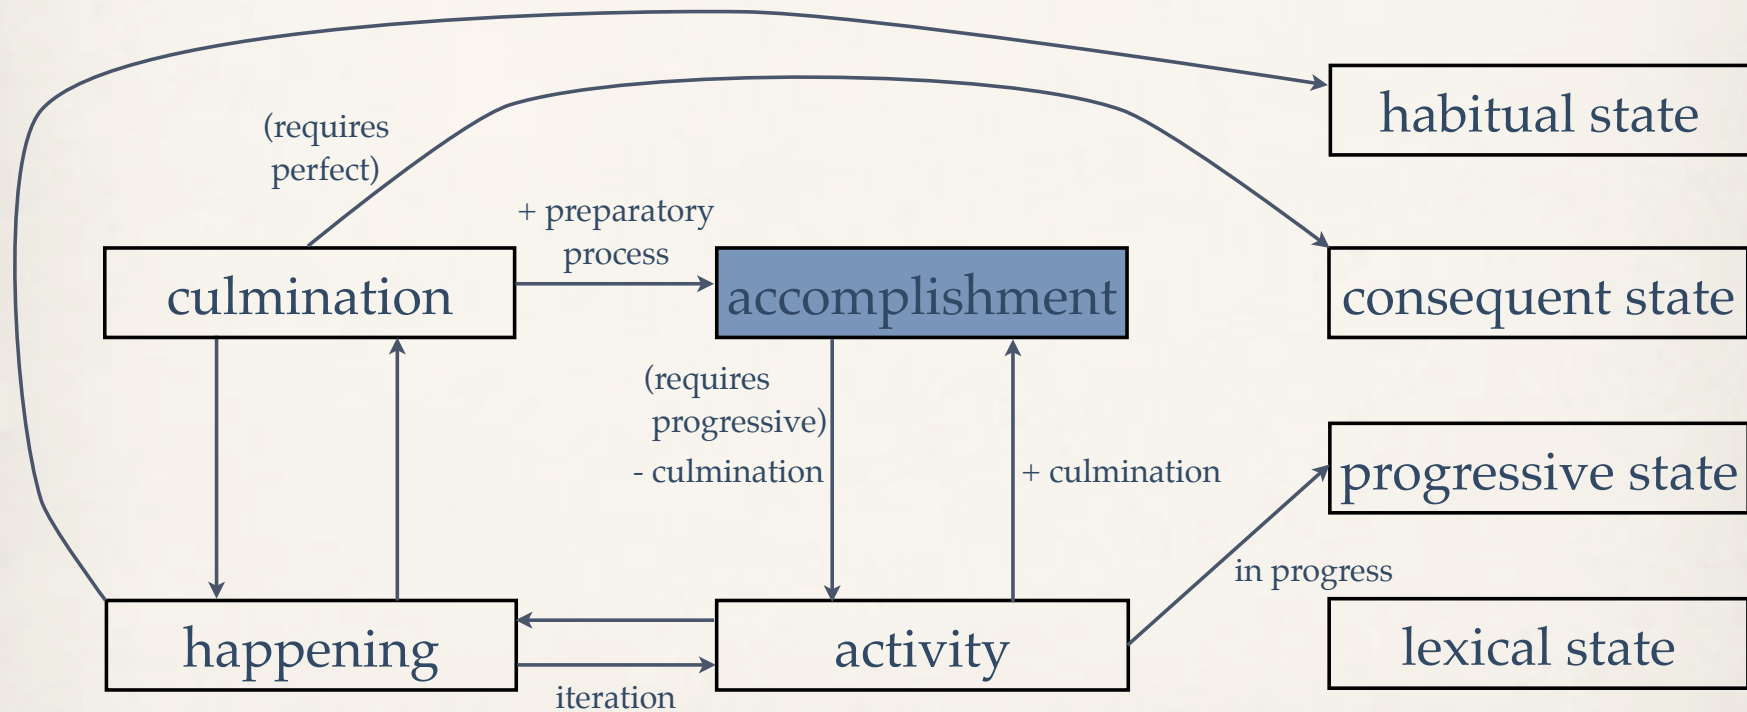 habitual state
(requires
perfect)
+ preparatory
process
culmination
accomplishment
consequent state
(requires
progressive)
- culmination
+ culmination
progressive state
in progress
happening
activity
lexical state
iteration